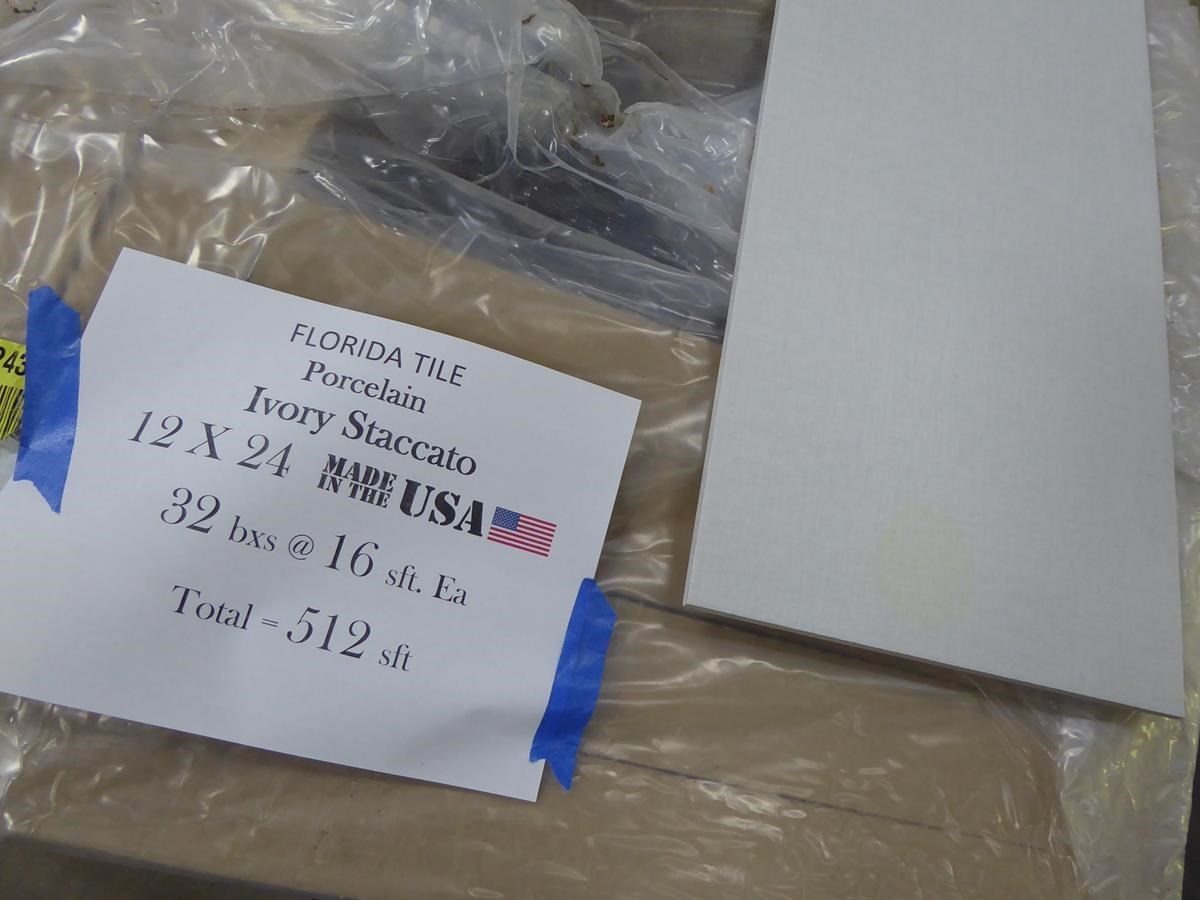 FLORIDA TILE
Porcelain
Ivory Staccato
12 X 24 MADE IN THE USA
32 bxs @ 16 sft. Ea
Total = 512 sft